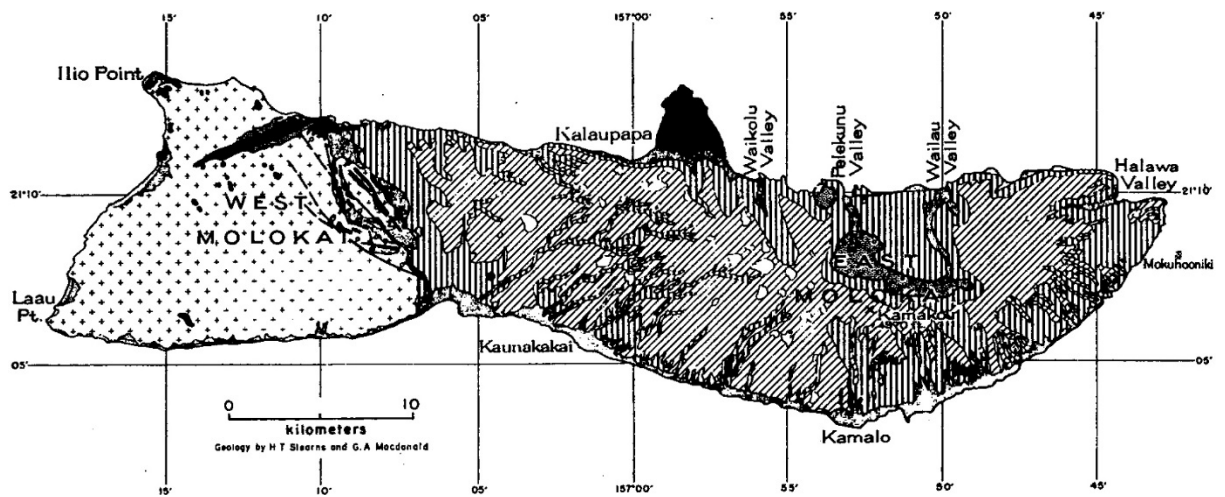 15' 10' 05' 157°00' 55' 50' 45'
Ilio Point
Kalaupapa
Waikolu
Valley
Pelekunu
Valley
Wailau
Valley
Halawa
Valley
21°10' 21°10'
WEST
MOLOKAI
EAST
MOLOKAI
Mokuhooniki
Kamakou
Laau
Pt.
Kaunakakai
05' 05'
0 10
kilometers
Geology by H T Stearns and G. A Macdonald
Kamalo
15' 10' 05' 157°00' 55' 50' 45'